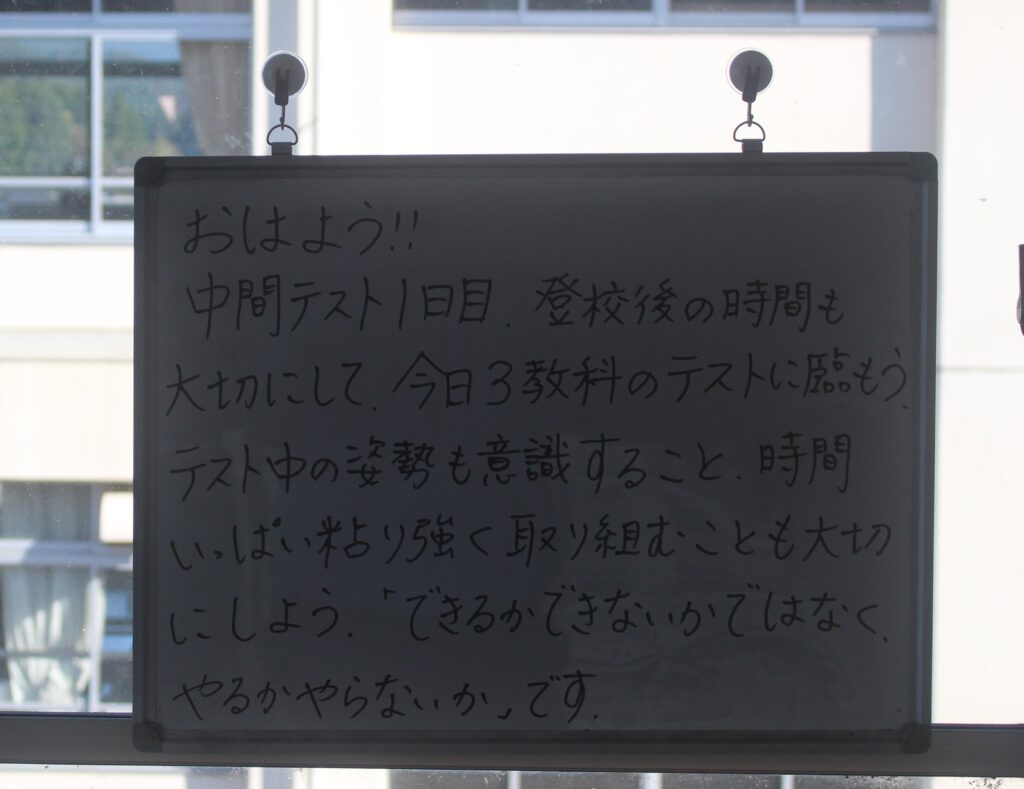 おはよう!!
中間テスト1日目. 登校後の時間も
大切にして. 今日3教科のテストに臨もう.
テスト中の姿勢も意識すること. 時間
いっぱい粘り強く取り組むことも大切
にしよう. 「できるかできないかではなく.
やるかやらないか」です.